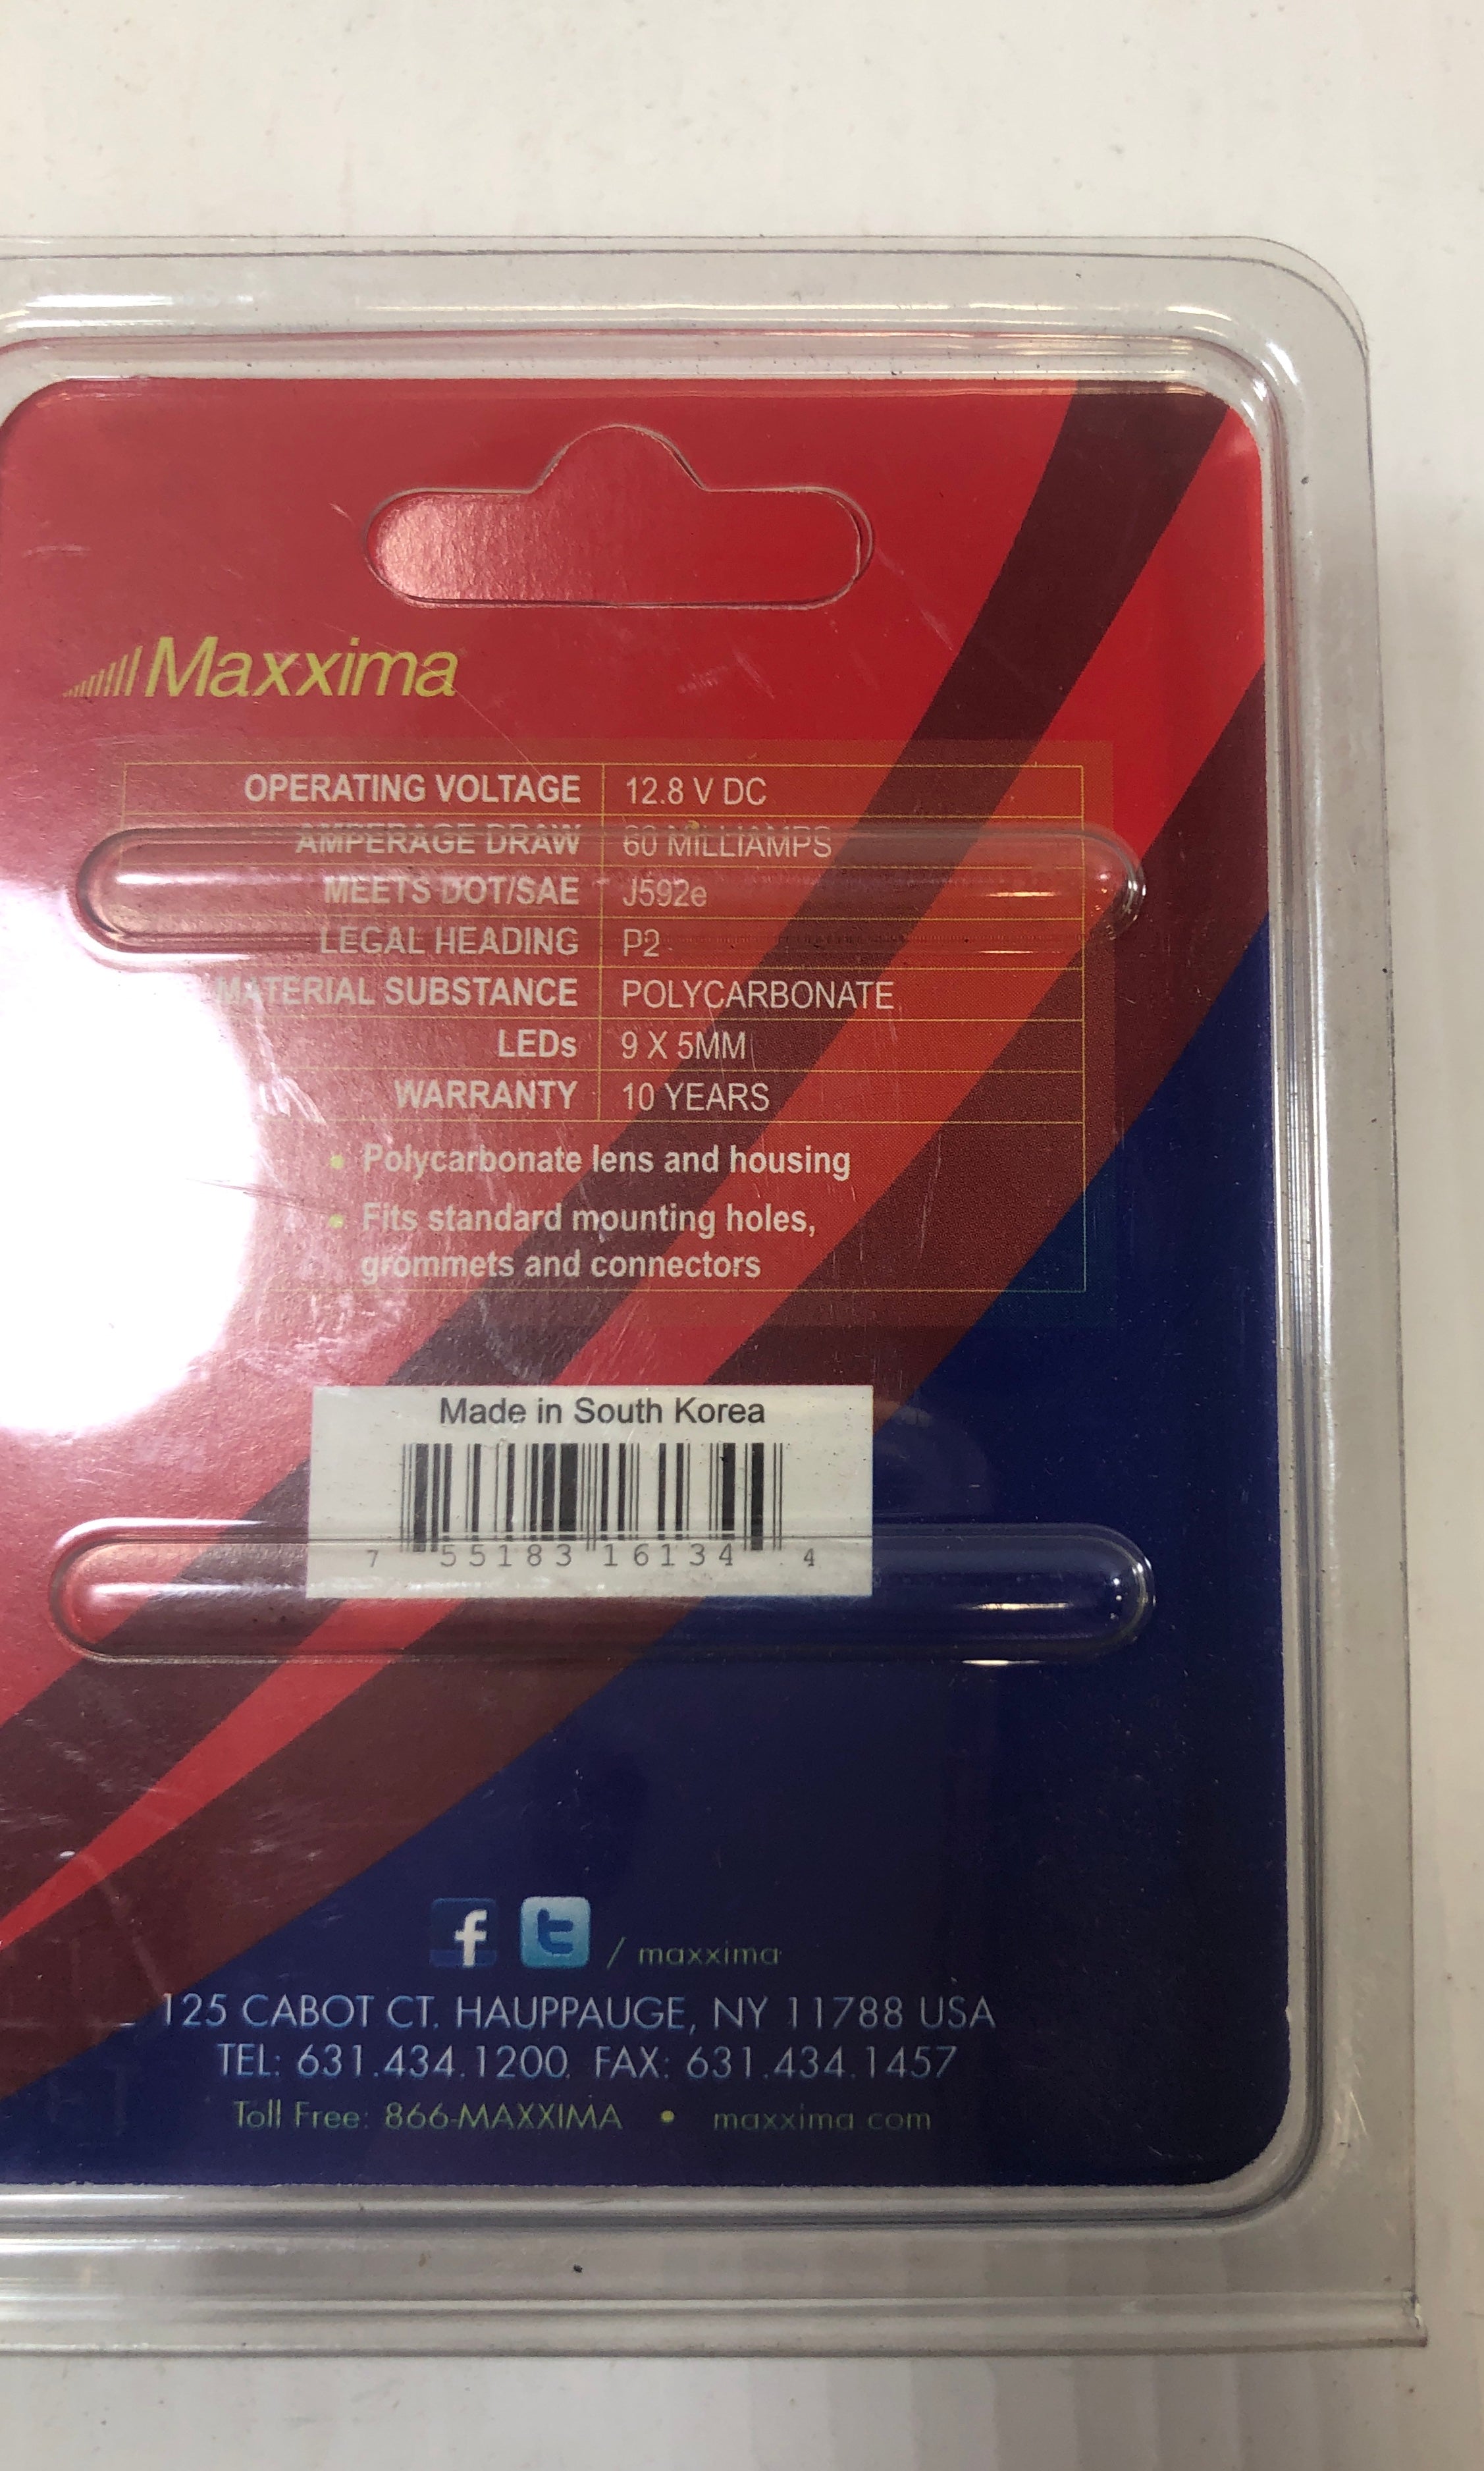 Maxxima
OPERATING VOLTAGE 12.8 V DC
AMPERAGE DRAW 60 MILLIAMPS
MEETS DOT/SAE J592e
LEGAL HEADING P2
MATERIAL SUBSTANCE POLYCARBONATE
LEDs 9 X 5MM
WARRANTY 10 YEARS
• Polycarbonate lens and housing
• Fits standard mounting holes,
grommets and connectors
Made in South Korea
7 55183 16134 4
f t / maxxima
125 CABOT CT. HAUPPAUGE, NY 11788 USA
TEL: 631.434.1200 FAX: 631.434.1457
Toll Free: 866-MAXXIMA • maxxima.com